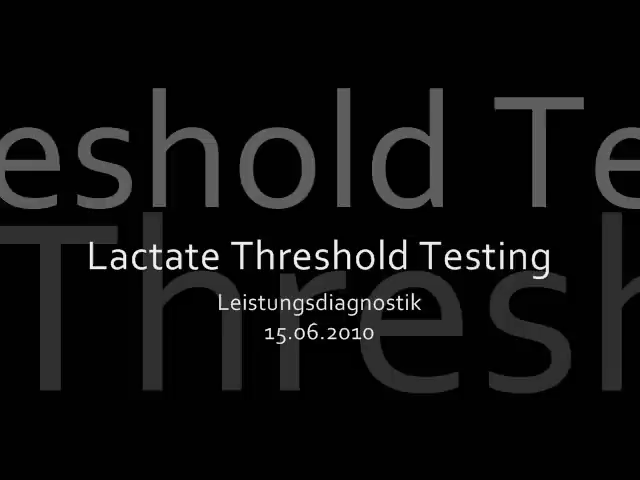 eshold Te
Lactate Threshold Testing
Thresh
Leistungsdiagnostik
15.06.2010